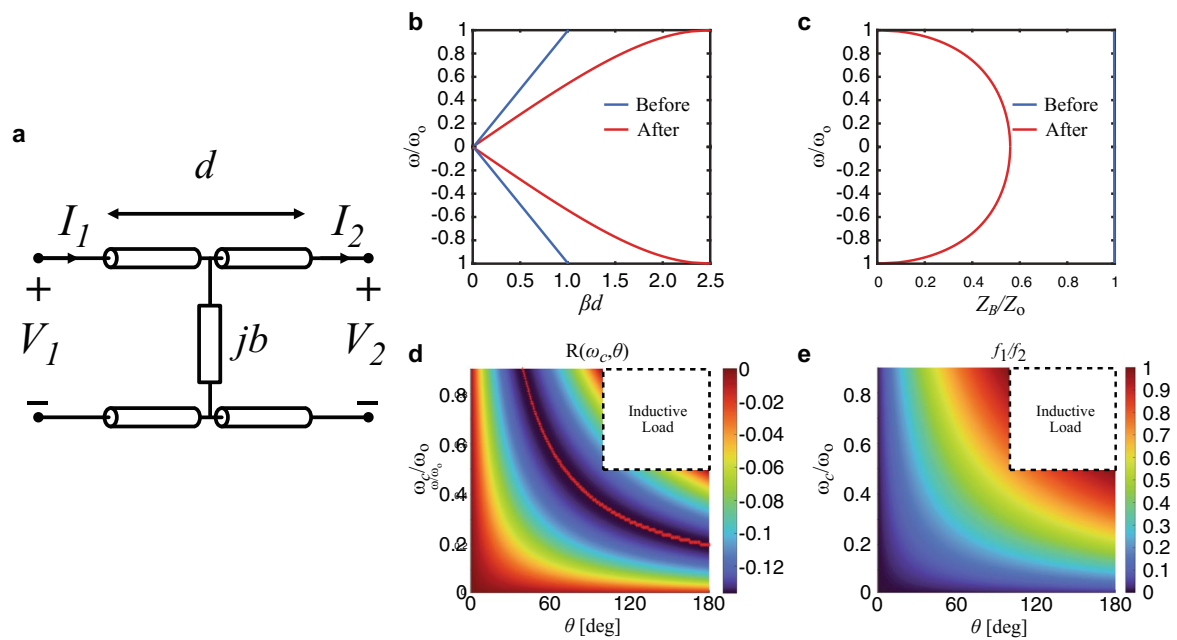 a
d
I1
I2
+
V1
−
jb
+
V2
−
b
ω/ωo
1
0.8
0.6
0.4
0.2
0
-0.2
-0.4
-0.6
-0.8
1
Before
After
0 0.5 1.0 1.5 2.0 2.5
βd
c
ω/ωo
1
0.8
0.6
0.4
0.2
0
-0.2
-0.4
-0.6
-0.8
1
Before
After
0 0.2 0.4 0.6 0.8 1
ZB/Zo
d
R(ωc,θ)
ωc/ωo
ω/ωo
0.8
0.6
0.4
0.2
0
Inductive
Load
0 60 120 180
θ [deg]
0
-0.02
-0.04
-0.06
-0.08
-0.1
-0.12
e
f1/f2
ωc/ωo
0.8
0.6
0.4
0.2
0
Inductive
Load
0 60 120 180
θ [deg]
1
0.9
0.8
0.7
0.6
0.5
0.4
0.3
0.2
0.1
0